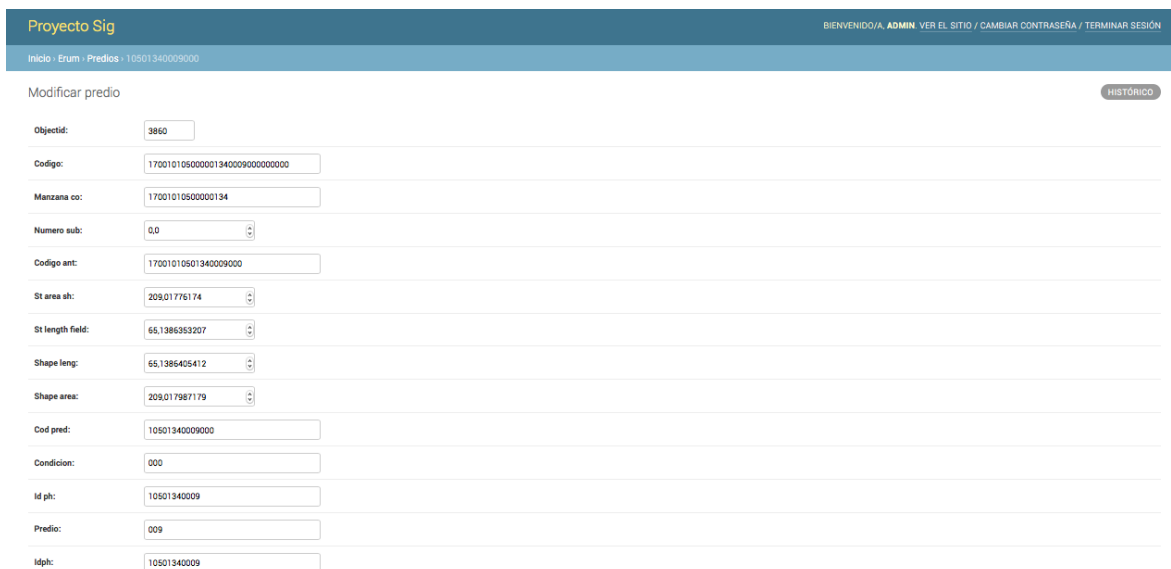 Proyecto Sig
BIENVENIDO/A, ADMIN. VER EL SITIO / CAMBIAR CONTRASEÑA / TERMINAR SESIÓN
Inicio › Erum › Predios › 10501340009000
Modificar predio
HISTÓRICO
Objectid: 3860
Codigo: 170010105000001340009000000000
Manzana co: 17001010500000134
Numero sub: 0,0
Codigo ant: 17001010501340009000
St area sh: 209,01776174
St length field: 65,1386353207
Shape leng: 65,1386405412
Shape area: 209,017987179
Cod pred: 10501340009000
Condicion: 000
Id ph: 10501340009
Predio: 009
Idph: 10501340009